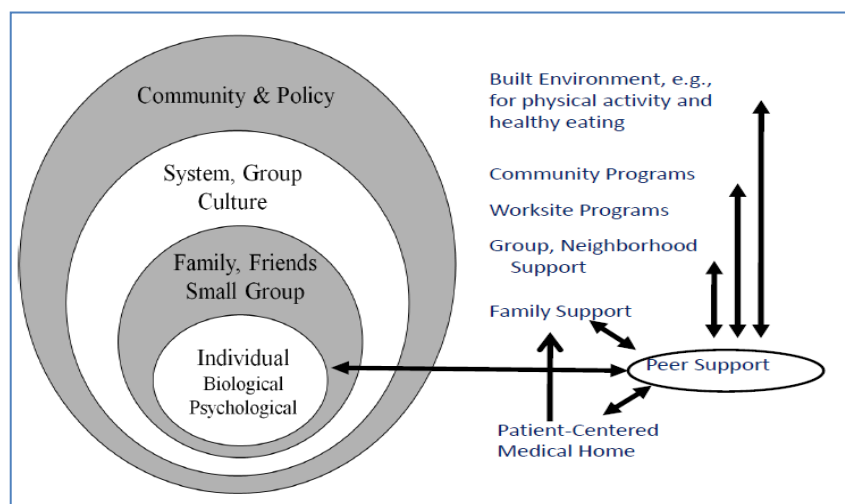 Community & Policy
System, Group
Culture
Family, Friends
Small Group
Individual
Biological
Psychological
Built Environment, e.g.,
for physical activity and
healthy eating
Community Programs
Worksite Programs
Group, Neighborhood
Support
Family Support
Peer Support
Patient-Centered
Medical Home